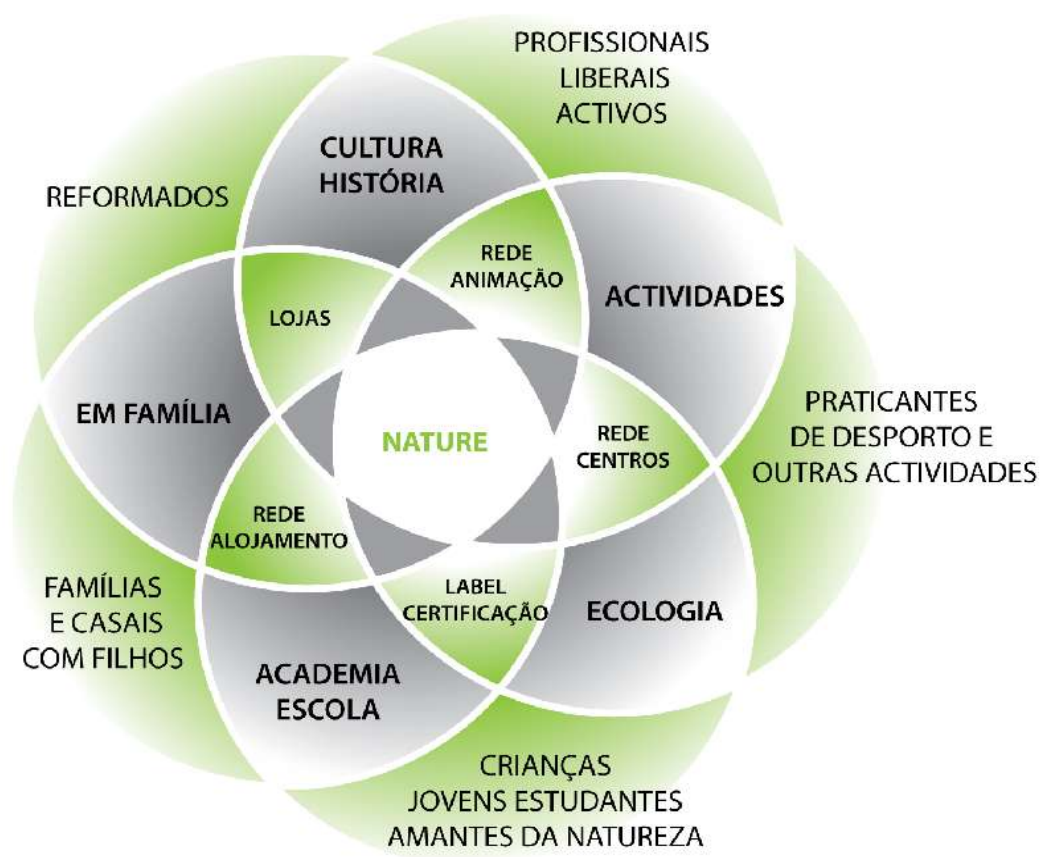 PROFISSIONAIS
LIBERAIS
ACTIVOS
CULTURA
HISTÓRIA
REFORMADOS
REDE
ANIMAÇÃO
ACTIVIDADES
LOJAS
EM FAMÍLIA
NATURE
REDE
CENTROS
PRATICANTES
DE DESPORTO E
OUTRAS ACTIVIDADES
REDE
ALOJAMENTO
LABEL
CERTIFICAÇÃO
ECOLOGIA
FAMÍLIAS
E CASAIS
COM FILHOS
ACADEMIA
ESCOLA
CRIANÇAS
JOVENS ESTUDANTES
AMANTES DA NATUREZA